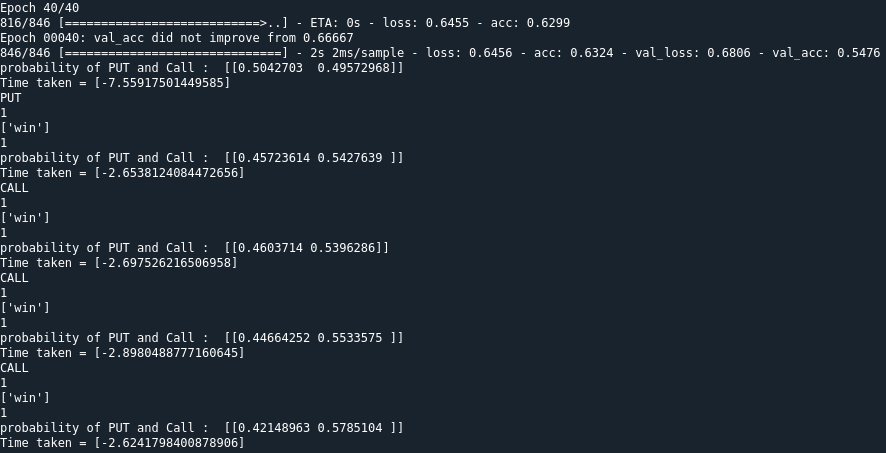 Epoch 40/40
816/846 [===========================>..] - ETA: 0s - loss: 0.6455 - acc: 0.6299
Epoch 00040: val_acc did not improve from 0.66667
846/846 [==============================] - 2s 2ms/sample - loss: 0.6456 - acc: 0.6324 - val_loss: 0.6806 - val_acc: 0.5476
probability of PUT and Call :  [[0.5042703  0.49572968]]
Time taken = [-7.55917501449585]
PUT
1
['win']
1
probability of PUT and Call :  [[0.45723614 0.5427639 ]]
Time taken = [-2.6538124084472656]
CALL
1
['win']
1
probability of PUT and Call :  [[0.4603714 0.5396286]]
Time taken = [-2.697526216506958]
CALL
1
['win']
1
probability of PUT and Call :  [[0.44664252 0.5533575 ]]
Time taken = [-2.8980488777160645]
CALL
1
['win']
1
probability of PUT and Call :  [[0.42148963 0.5785104 ]]
Time taken = [-2.6241798400878906]